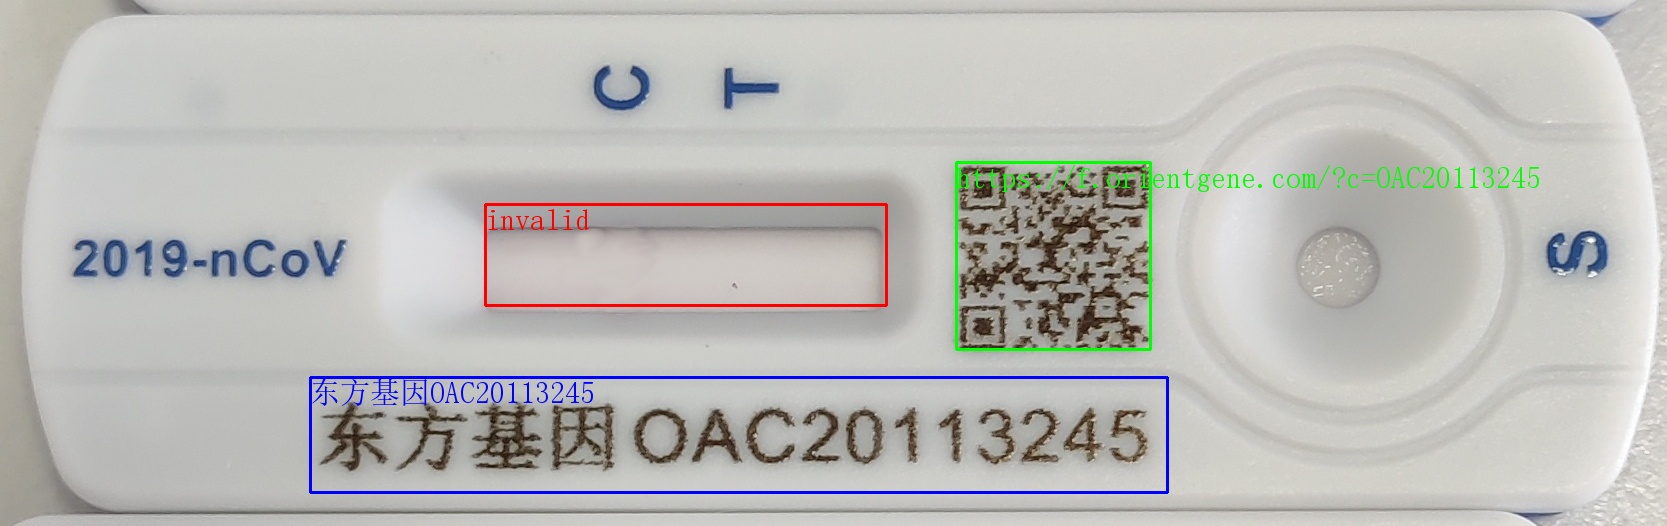 C T
invalid
https://t.orientgene.com/?c=OAC20113245
2019-nCoV
S
东方基因OAC20113245
东方基因OAC20113245